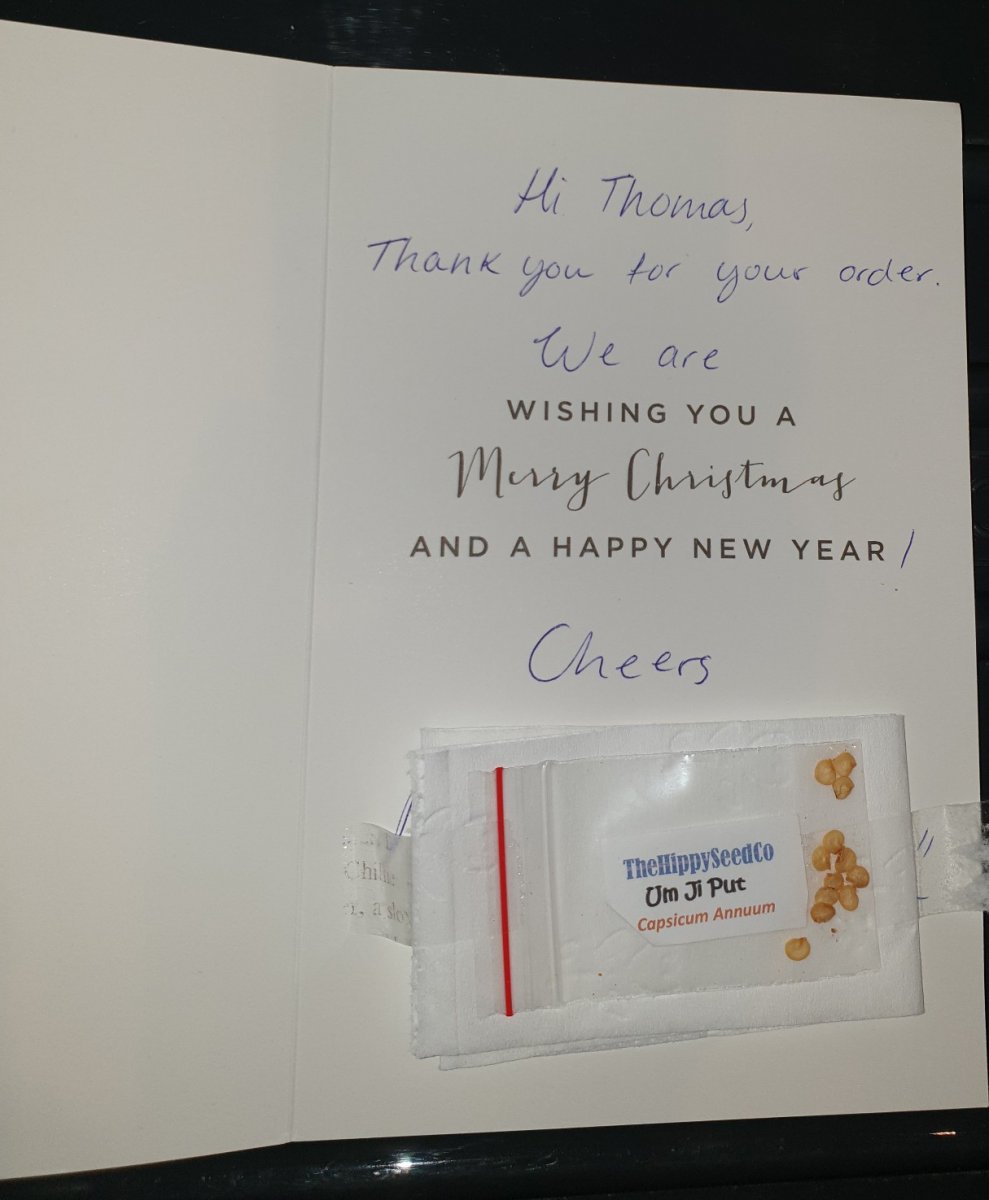 Hi Thomas,
Thank you for your order.
We are
WISHING YOU A
Merry Christmas
AND A HAPPY NEW YEAR!
Cheers
TheHippySeedCo
Um Ji Put
Capsicum Annuum